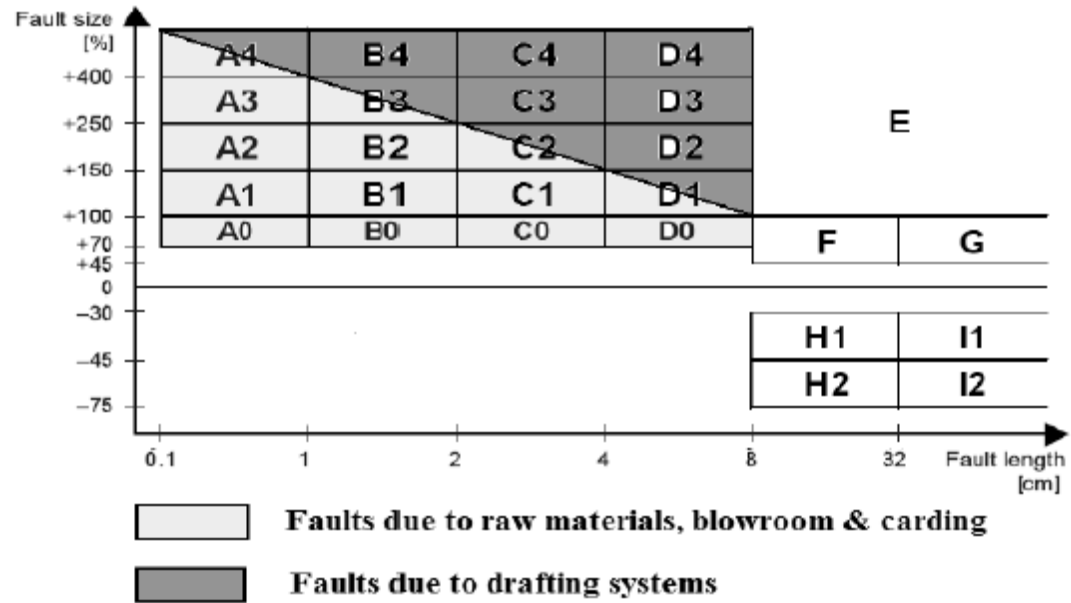 Fault size
[%]
A4 B4 C4 D4
+400
A3 B3 C3 D3
E
+250
A2 B2 C2 D2
+150
A1 B1 C1 D1
+100
A0 B0 C0 D0
+70
F G
+45
0
–30
H1 I1
–45
H2 I2
–75
0.1 1 2 4 8 32 Fault length
[cm]
Faults due to raw materials, blowroom & carding
Faults due to drafting systems